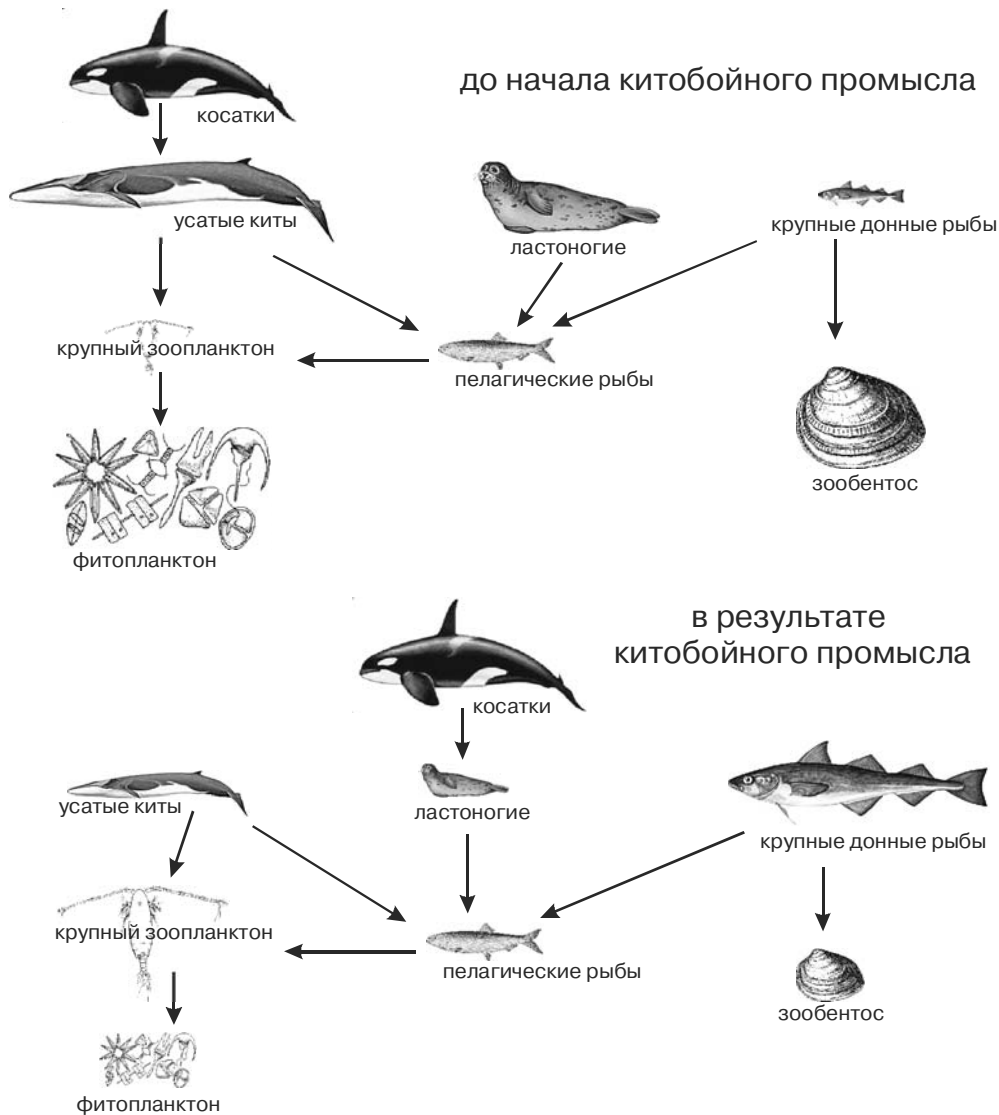 до начала китобойного промысла
косатки
усатые киты
ластоногие
крупные донные рыбы
крупный зоопланктон
пелагические рыбы
зообентос
фитопланктон
в результате
китобойного промысла
косатки
усатые киты
ластоногие
крупные донные рыбы
крупный зоопланктон
пелагические рыбы
зообентос
фитопланктон